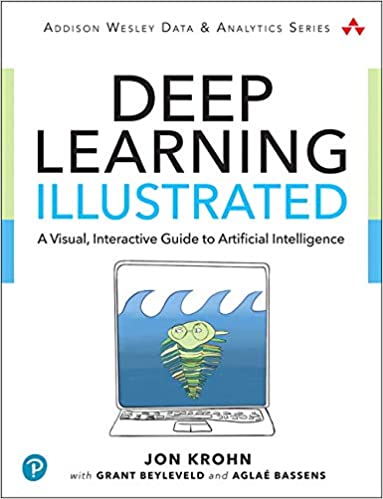 ADDISON WESLEY DATA & ANALYTICS SERIES
DEEP
LEARNING
ILLUSTRATED
A Visual, Interactive Guide to Artificial Intelligence
JON KROHN
with GRANT BEYLEVELD and AGLAÉ BASSENS
P